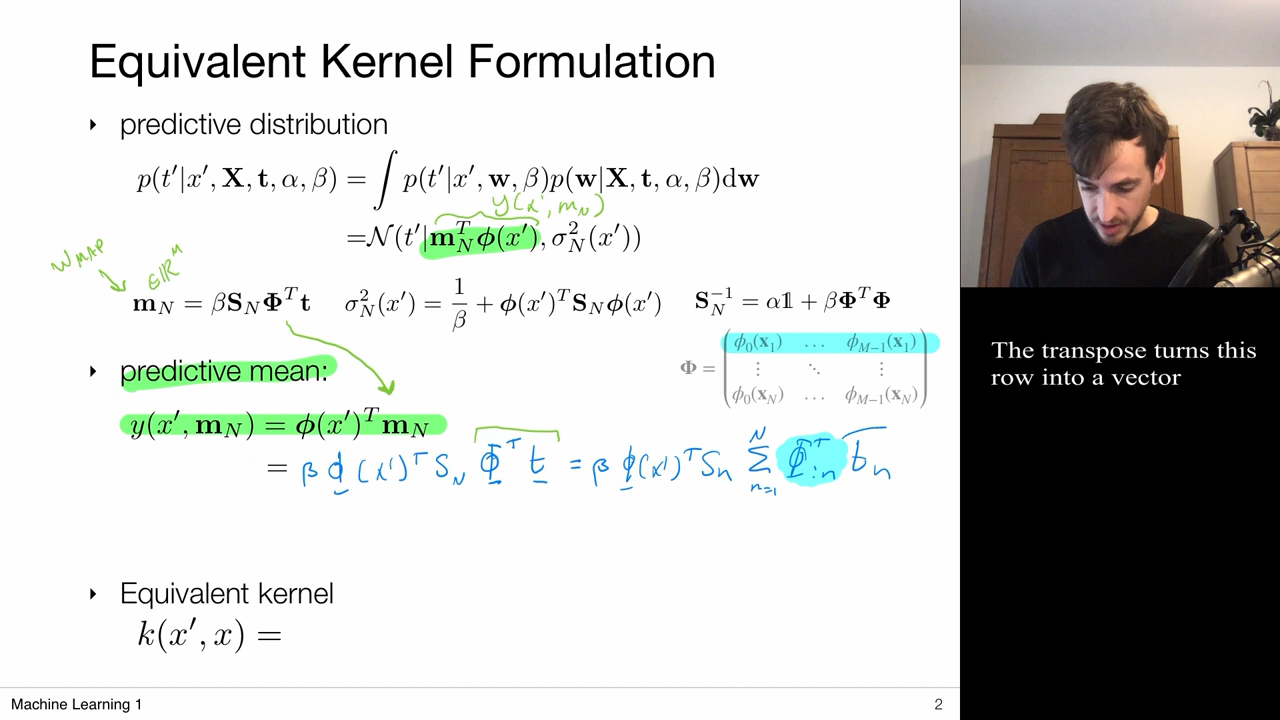 Equivalent Kernel Formulation
‣ predictive distribution
p(t′|x′, X, t, α, β) = ∫ p(t′|x′, w, β)p(w|X, t, α, β)dw
y(x′, m_N)
=𝒩(t′|m_N^T ϕ(x′), σ_N^2(x′))
W_MAP
∈ℝ^M
m_N = βS_NΦ^T t σ_N^2(x′) = 1/β + ϕ(x′)^T S_N ϕ(x′) S_N^{-1} = α𝟙 + βΦ^TΦ
Φ = ( ϕ_0(x_1) … ϕ_{M−1}(x_1)
⋮ ⋱ ⋮
ϕ_0(x_N) … ϕ_{M−1}(x_N) )
‣ predictive mean:
y(x′, m_N) = ϕ(x′)^T m_N
= β ϕ(x′)^T S_N Φ^T t = β ϕ(x′)^T S_n Σ_{n=1}^N Φ^T_{:n} t_n
‣ Equivalent kernel
k(x′, x) =
Machine Learning 1 2
The transpose turns this
row into a vector